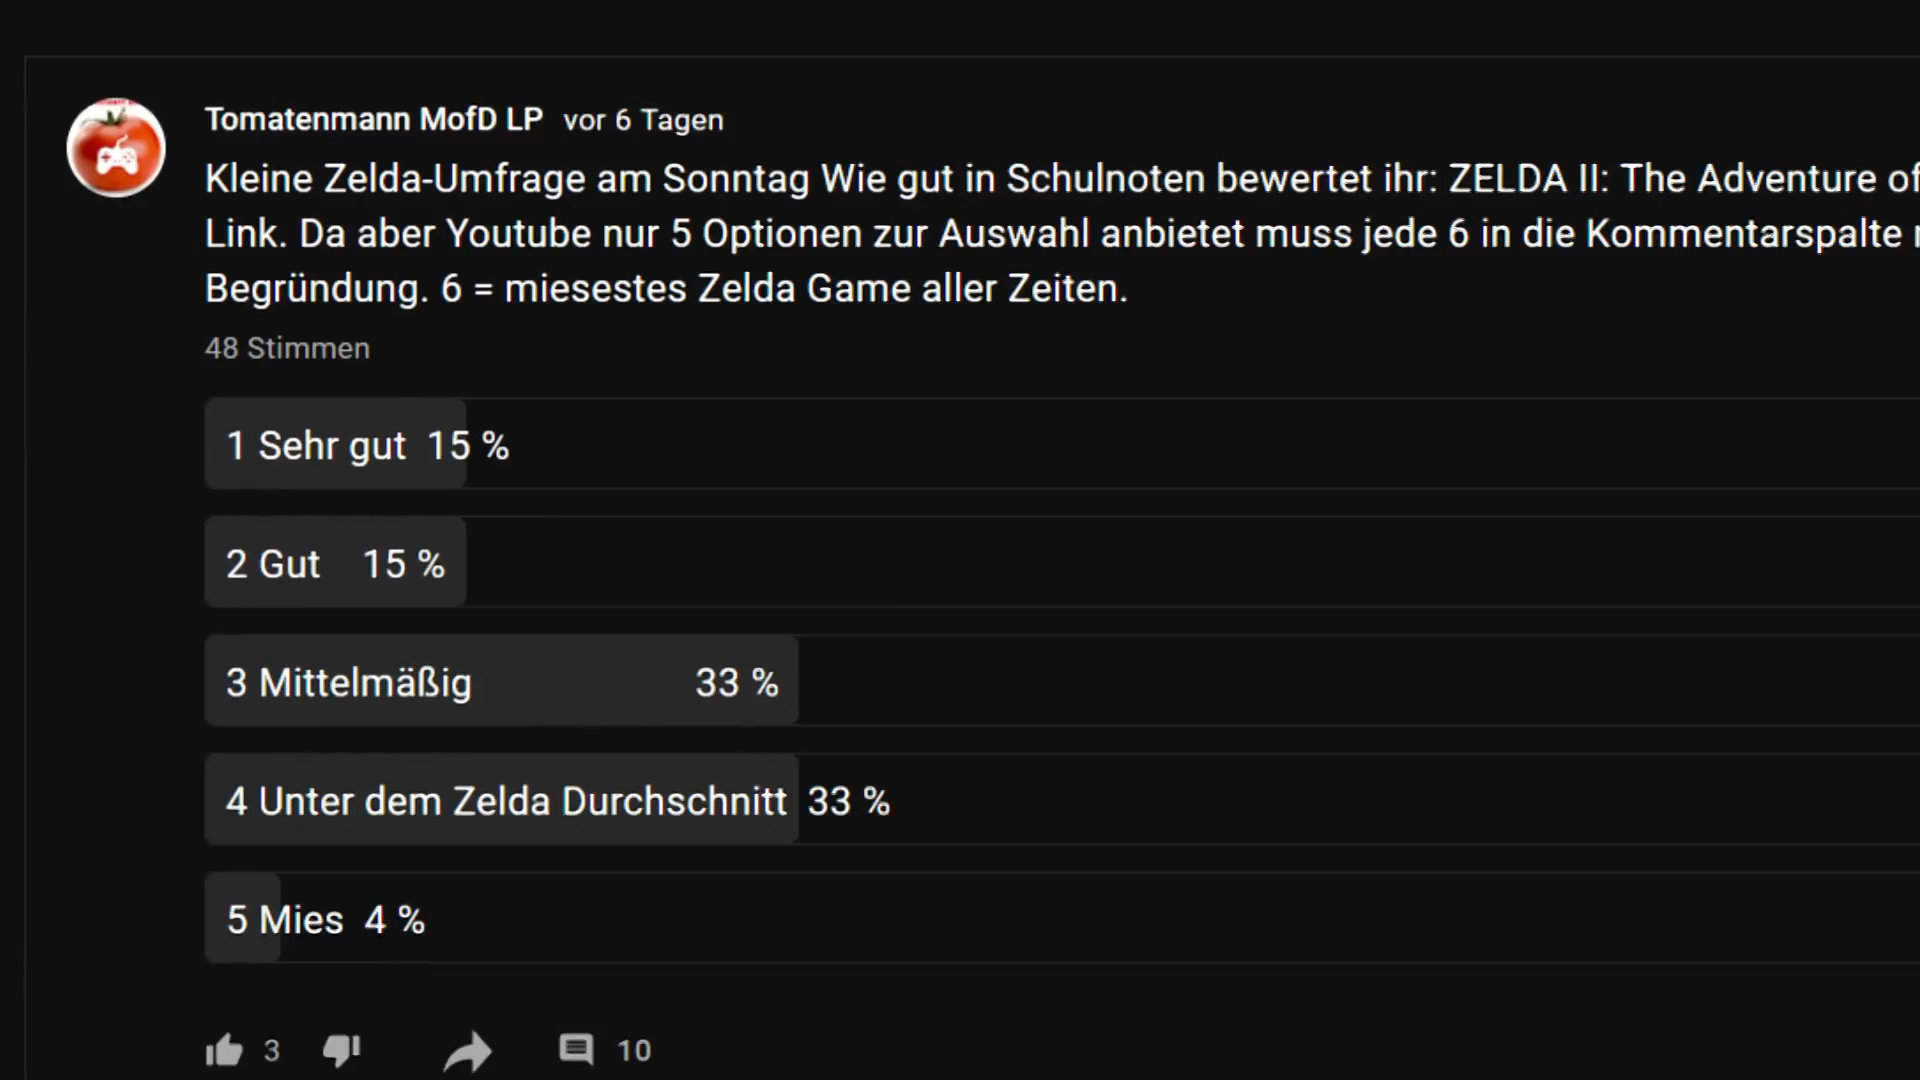 Tomatenmann MofD LP vor 6 Tagen
Kleine Zelda-Umfrage am Sonntag Wie gut in Schulnoten bewertet ihr: ZELDA II: The Adventure of
Link. Da aber Youtube nur 5 Optionen zur Auswahl anbietet muss jede 6 in die Kommentarspalte
Begründung. 6 = miesestes Zelda Game aller Zeiten.
48 Stimmen
1 Sehr gut 15 %
2 Gut 15 %
3 Mittelmäßig 33 %
4 Unter dem Zelda Durchschnitt 33 %
5 Mies 4 %
3 10